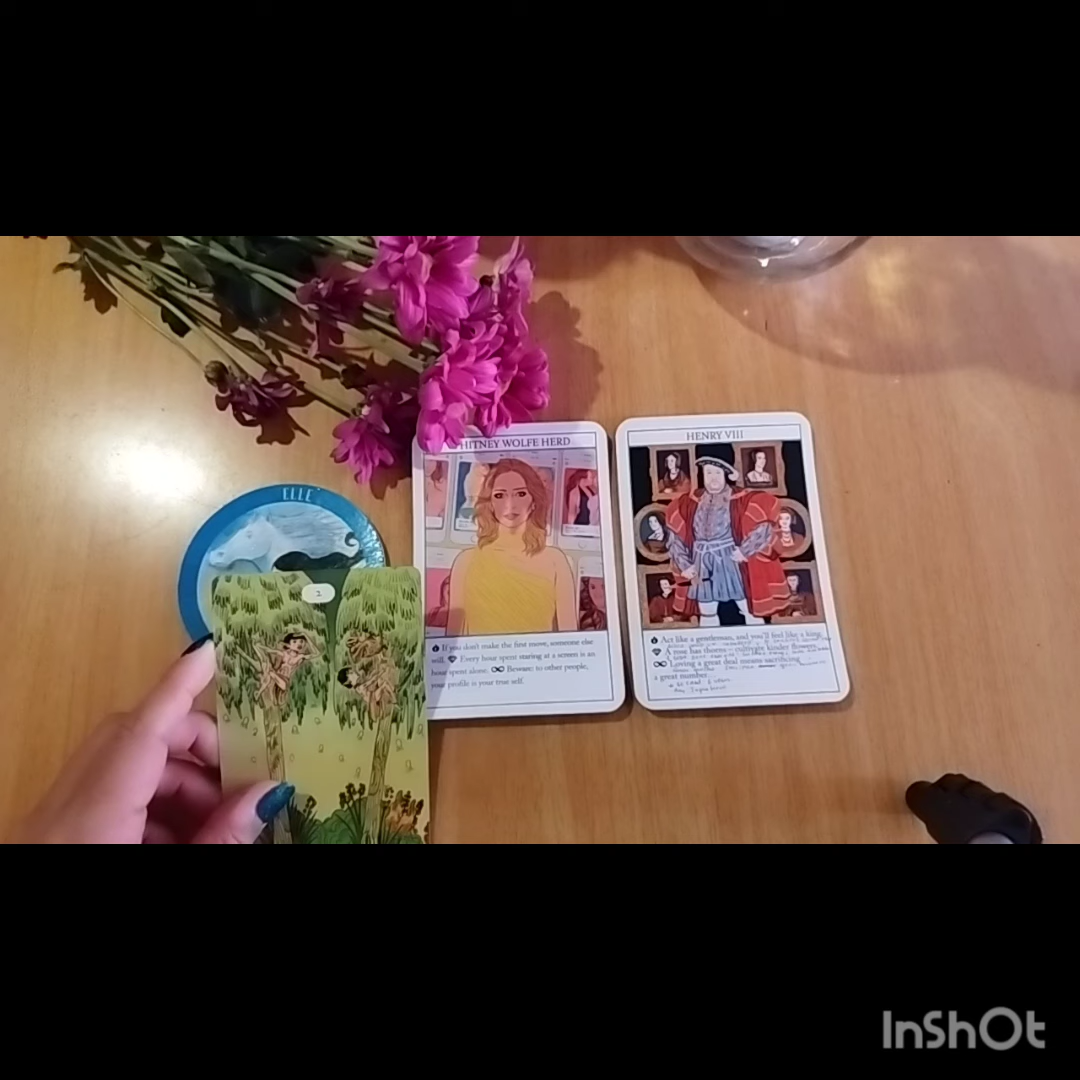 HITNEY WOLFE HERD
HENRY VIII
ELLE
2
If you don't make the first move, someone else
will. Every hour spent staring at a screen is an
hour spent alone. Beware: to other people,
your profile is your true self.
Act like a gentleman, and you'll feel like a king.
A rose has thorns – cultivate kinder flowers.
Loving a great deal means sacrificing
a great number.
InShOt